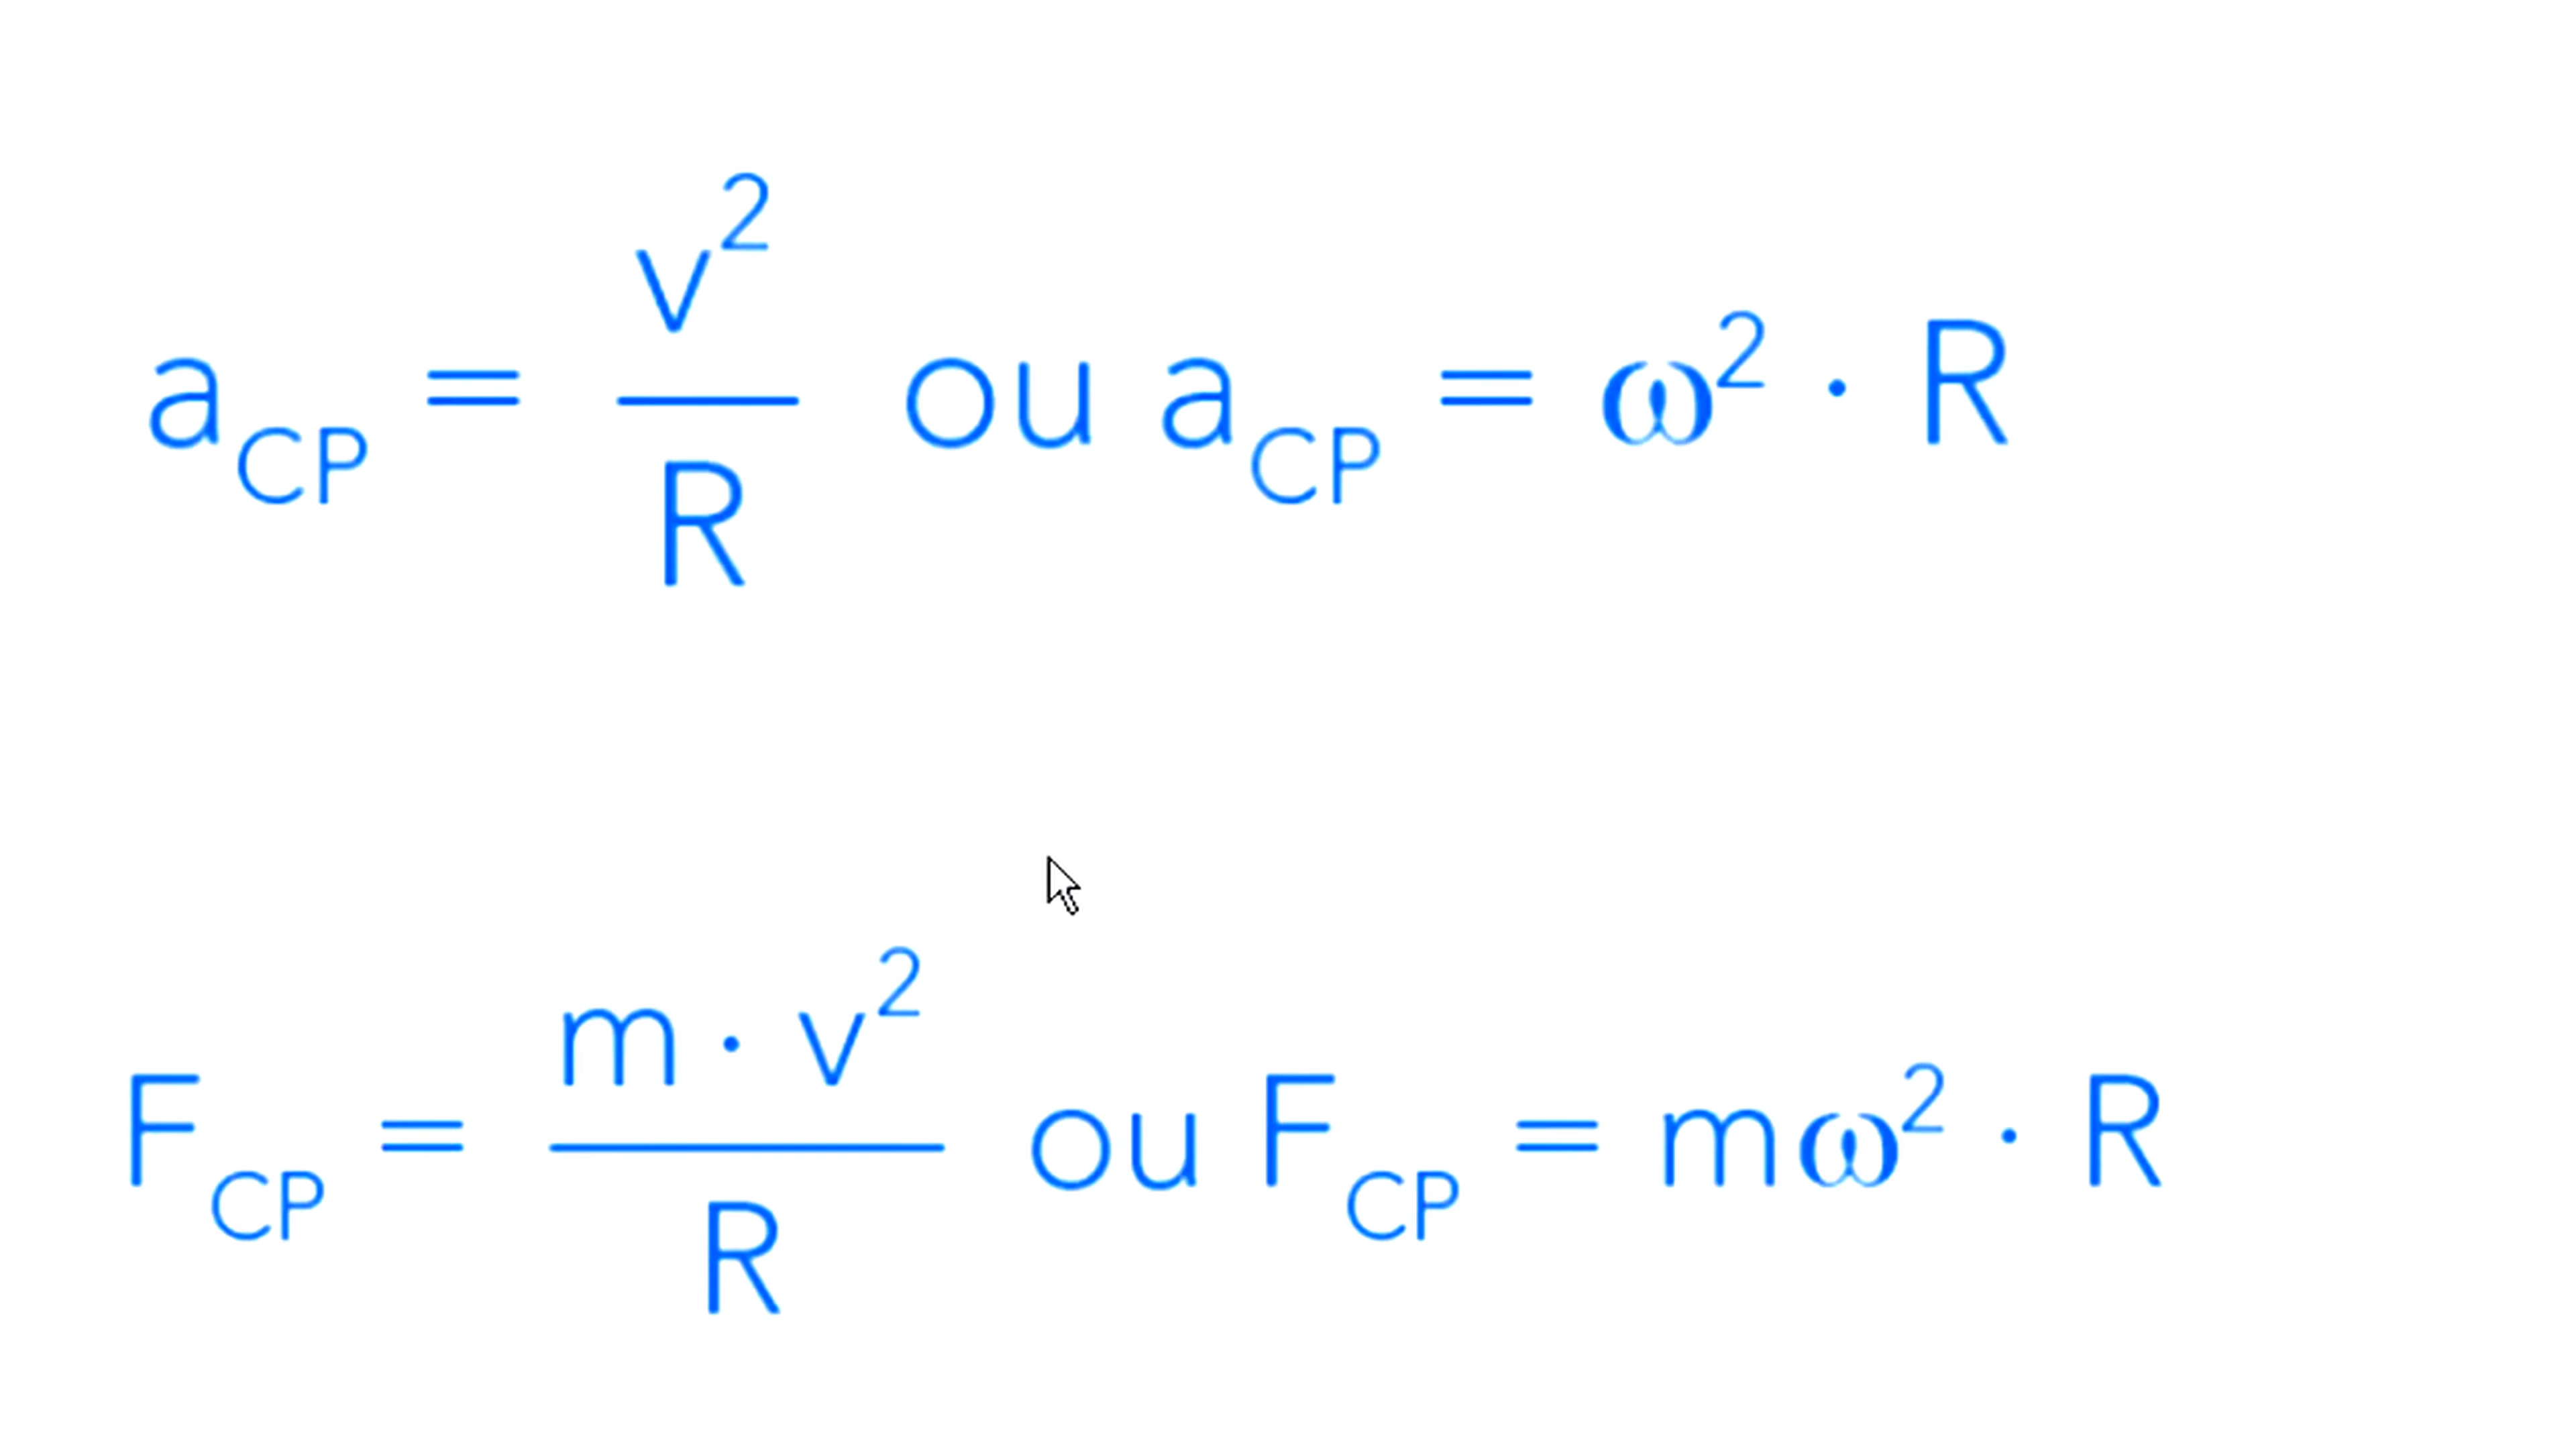 a_CP = v²/R ou a_CP = ω² · R
F_CP = m · v²/R ou F_CP = mω² · R